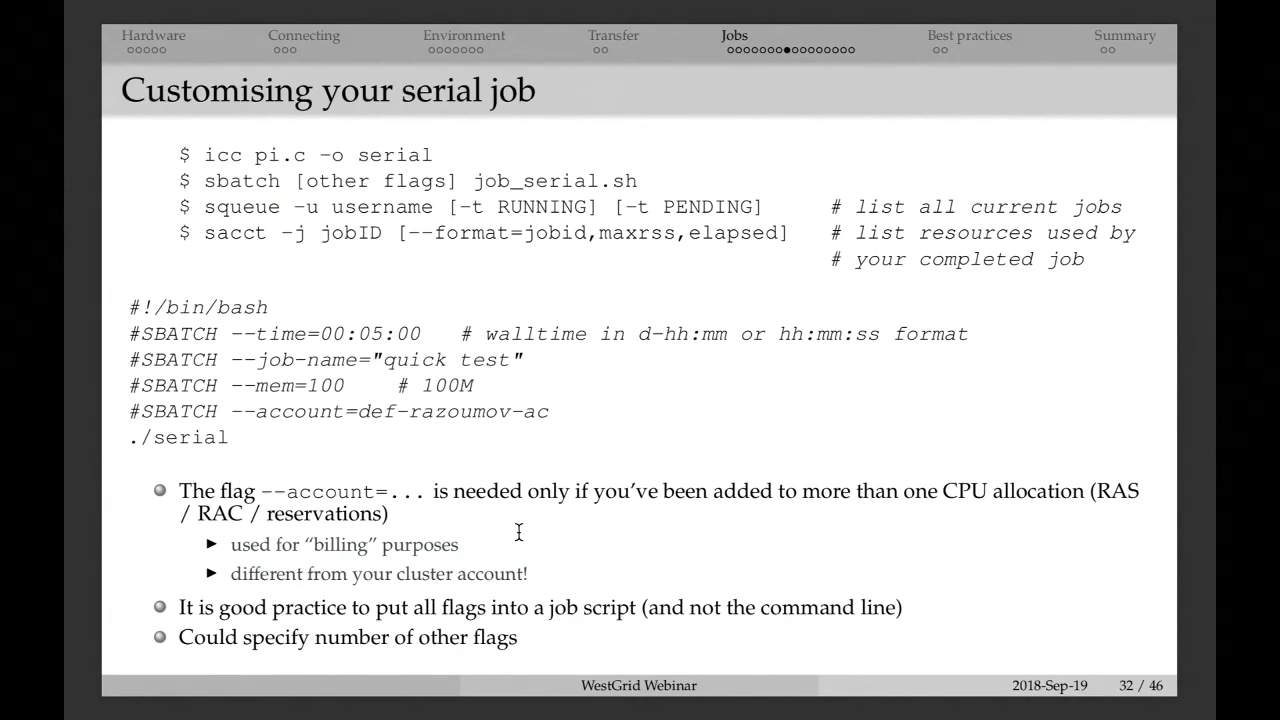 Hardware Connecting Environment Transfer Jobs Best practices Summary
Customising your serial job
$ icc pi.c -o serial
$ sbatch [other flags] job_serial.sh
$ squeue -u username [-t RUNNING] [-t PENDING] # list all current jobs
$ sacct -j jobID [--format=jobid,maxrss,elapsed] # list resources used by
# your completed job
#!/bin/bash
#SBATCH --time=00:05:00 # walltime in d-hh:mm or hh:mm:ss format
#SBATCH --job-name="quick test"
#SBATCH --mem=100 # 100M
#SBATCH --account=def-razoumov-ac
./serial
The flag --account=... is needed only if you've been added to more than one CPU allocation (RAS
/ RAC / reservations)
used for “billing” purposes
different from your cluster account!
It is good practice to put all flags into a job script (and not the command line)
Could specify number of other flags
WestGrid Webinar 2018-Sep-19 32 / 46